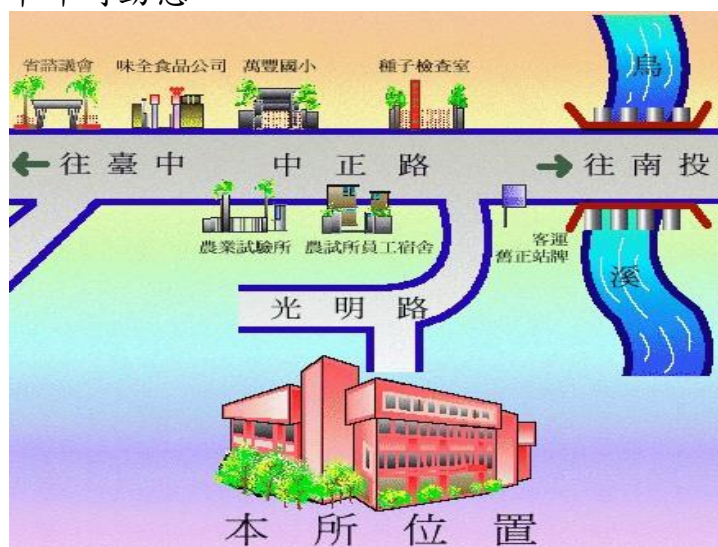 省諮議會 味全食品公司 萬豐國小 種子檢查室 烏
←往臺中 中正路 →往南投
農業試驗所 農試所員工宿舍 客運
舊正站牌
溪
光明路
本所位置